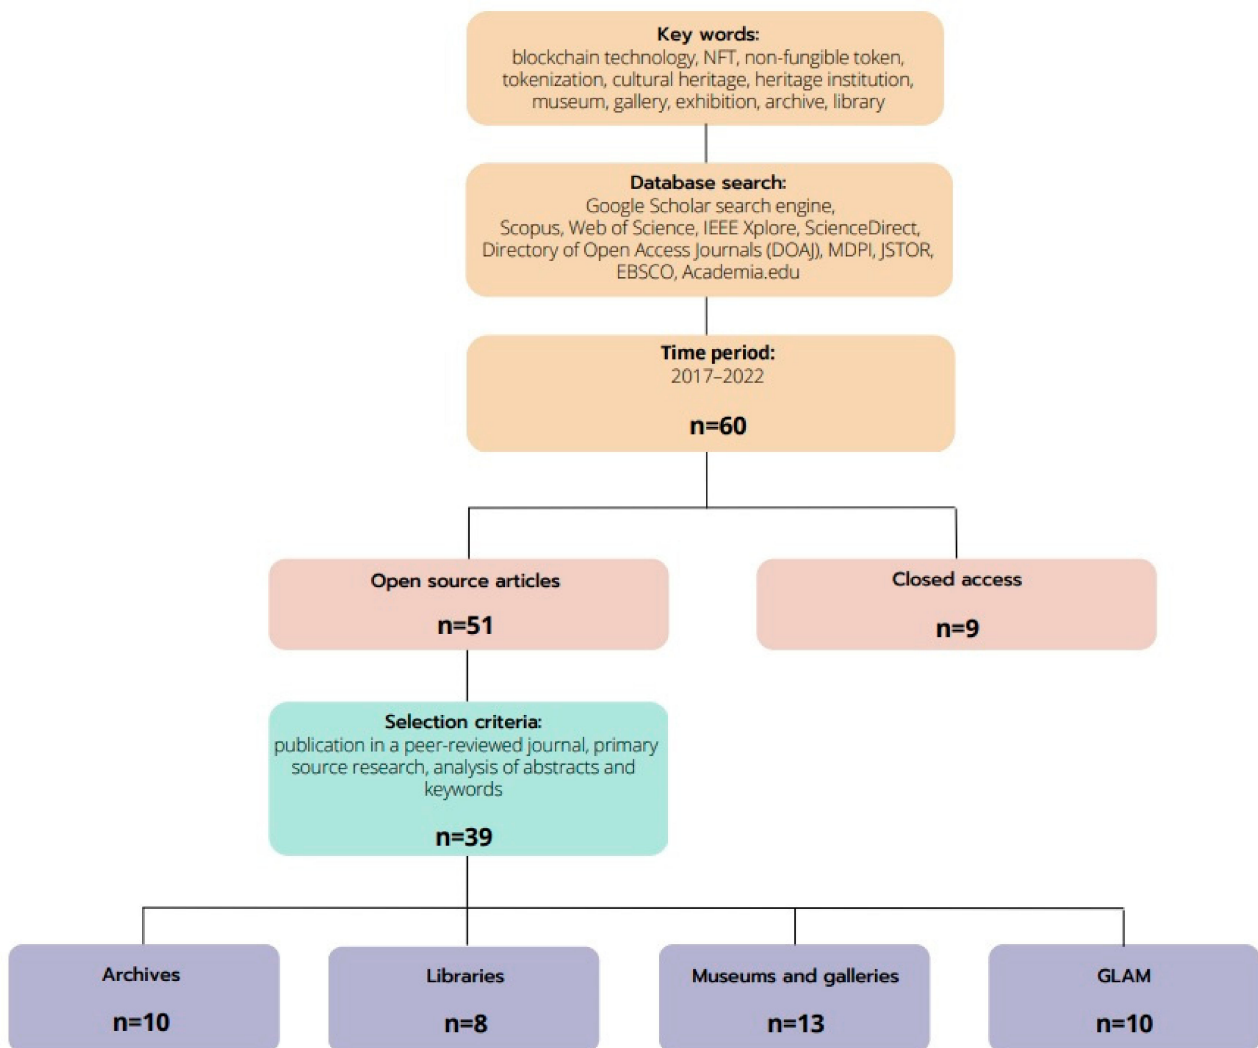 Key words:
blockchain technology, NFT, non-fungible token,
tokenization, cultural heritage, heritage institution,
museum, gallery, exhibition, archive, library
Database search:
Google Scholar search engine,
Scopus, Web of Science, IEEE Xplore, ScienceDirect,
Directory of Open Access Journals (DOAJ), MDPI, JSTOR,
EBSCO, Academia.edu
Time period:
2017–2022
n=60
Open source articles
n=51
Closed access
n=9
Selection criteria:
publication in a peer-reviewed journal, primary
source research, analysis of abstracts and
keywords
n=39
Archives
n=10
Libraries
n=8
Museums and galleries
n=13
GLAM
n=10